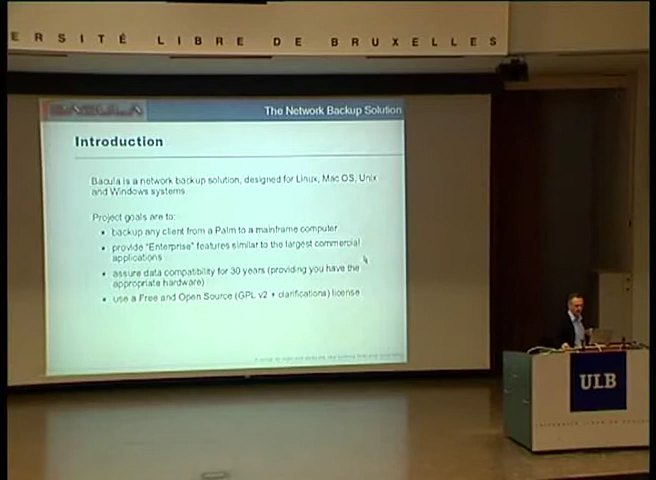 ERSITÉ LIBRE DE BRUXELLES
BACULA The Network Backup Solution
Introduction
Bacula is a network backup solution, designed for Linux, Mac OS, Unix
and Windows systems
Project goals are to:
• backup any client from a Palm to a mainframe computer
• provide "Enterprise" features similar to the largest commercial
applications
• assure data compatibility for 30 years (providing you have the
appropriate hardware)
• use a Free and Open Source (GPL v2 + clarifications) license
ULB